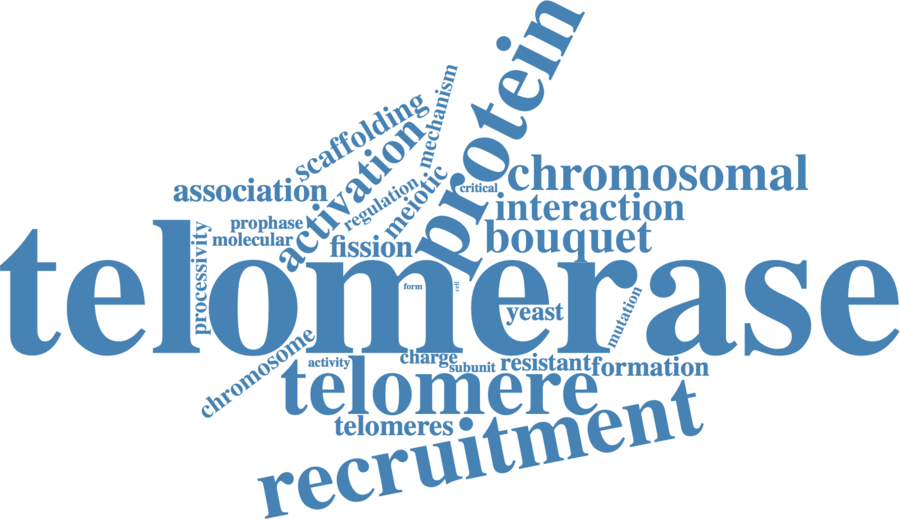 protein
mechanism
scaffolding
activation
chromosomal
association
critical
regulation
meiotic
interaction
prophase
molecular
fission
bouquet
processivity
telomerase
form
cell
yeast
mutation
chromosome
activity
charge
subunit
resistant
formation
telomere
telomeres
recruitment